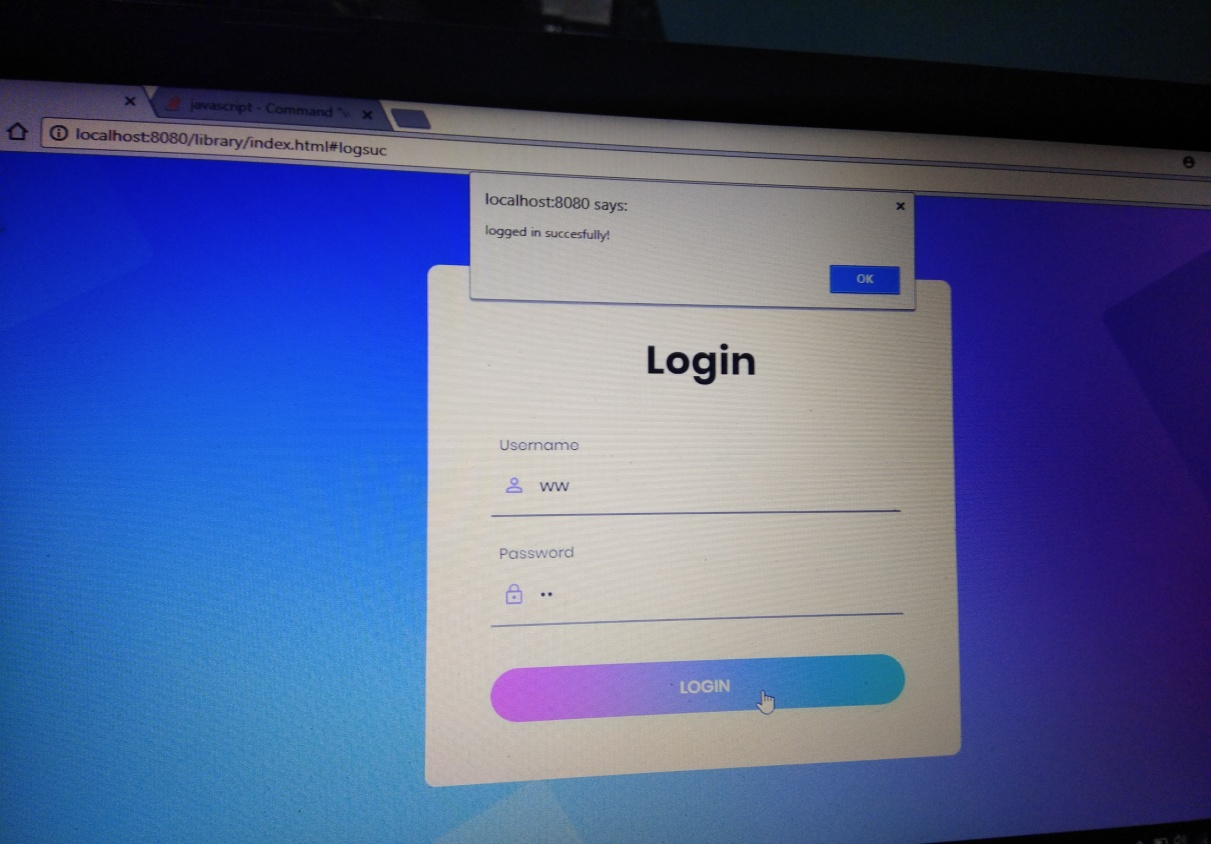 javascript - Command "
localhost:8080/library/index.html#logsuc
localhost:8080 says:
logged in succesfully!
OK
Login
Username
ww
Password
••
LOGIN